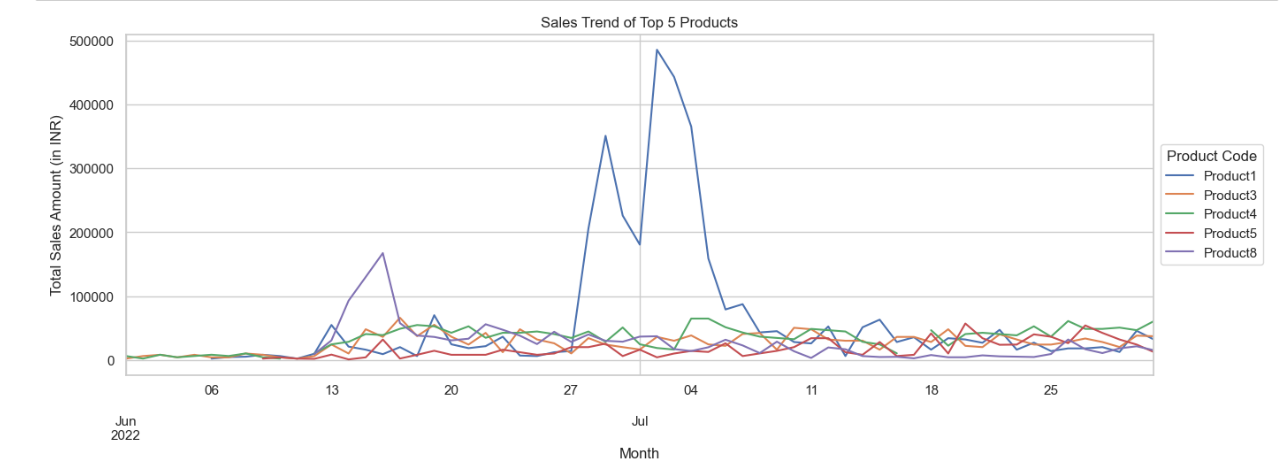 Sales Trend of Top 5 Products
Total Sales Amount (in INR)
500000
400000
300000
200000
100000
0
06 13 20 27 04 11 18 25
Jun Jul
2022
Month
Product Code
Product1
Product3
Product4
Product5
Product8